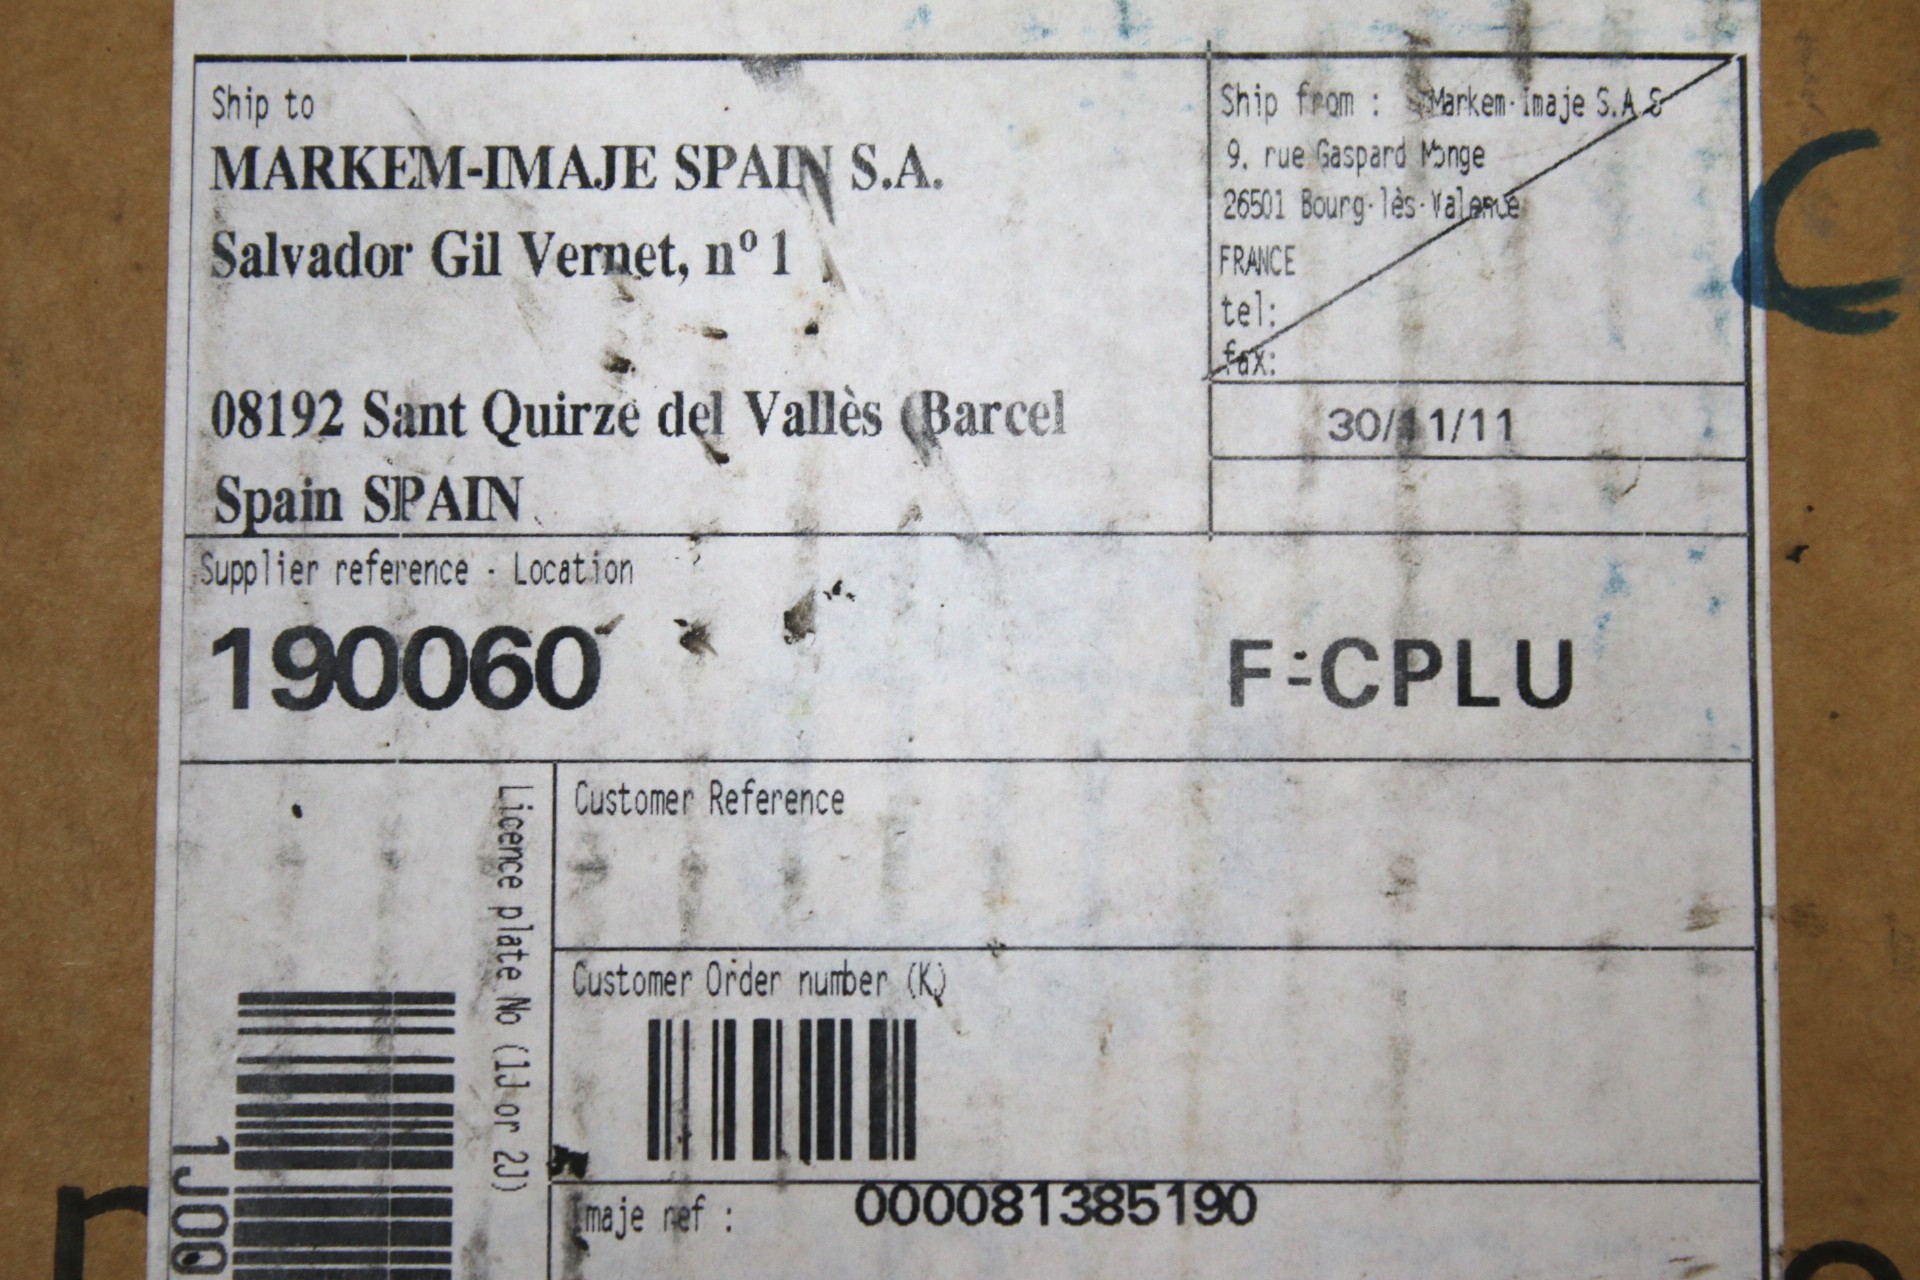 Ship to
MARKEM-IMAJE SPAIN S.A.
Salvador Gil Vernet, nº 1
08192 Sant Quirze del Vallès (Barcel
Spain SPAIN
Ship from : Markem-Imaje S.A.S
9, rue Gaspard Monge
26501 Bourg-lès-Valence
FRANCE
tel:
fax:
30/11/11
Supplier reference - Location
190060
F-CPLU
Licence plate No (1J or 2J)
1J00
Customer Reference
Customer Order number (K)
Imaje ref : 000081385190
C